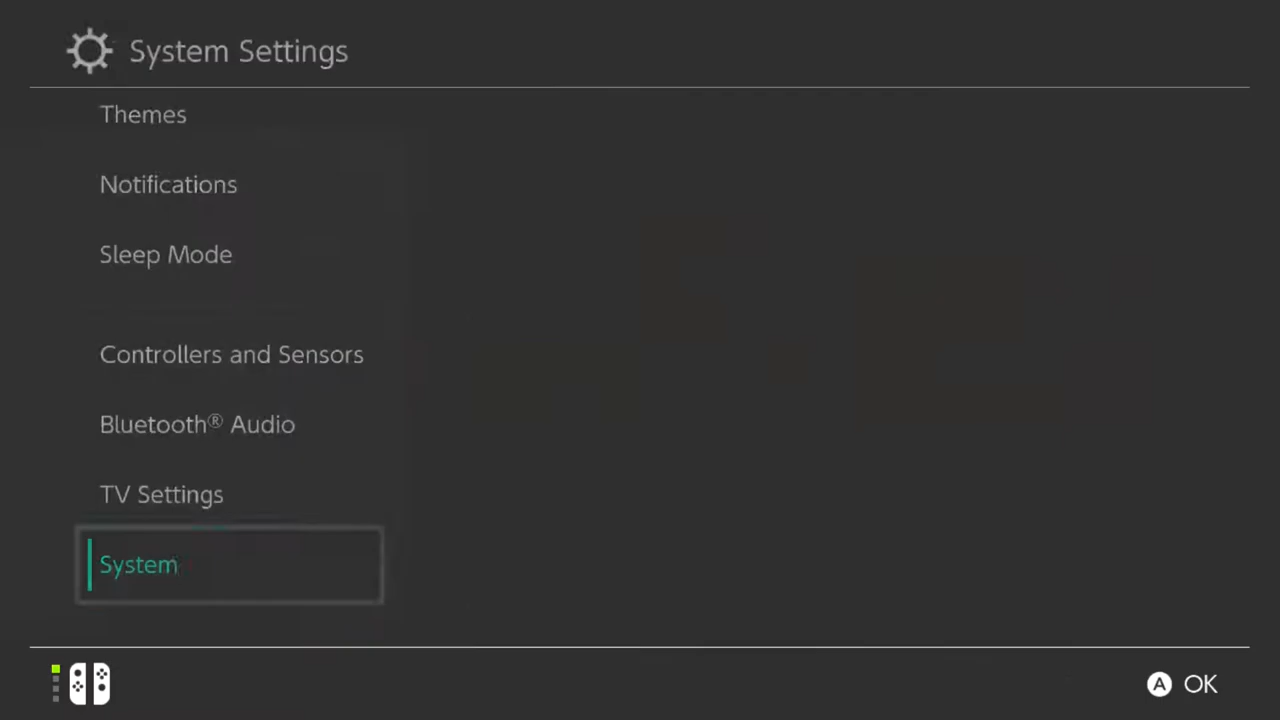 System Settings
Themes
Notifications
Sleep Mode
Controllers and Sensors
Bluetooth® Audio
TV Settings
System
A OK